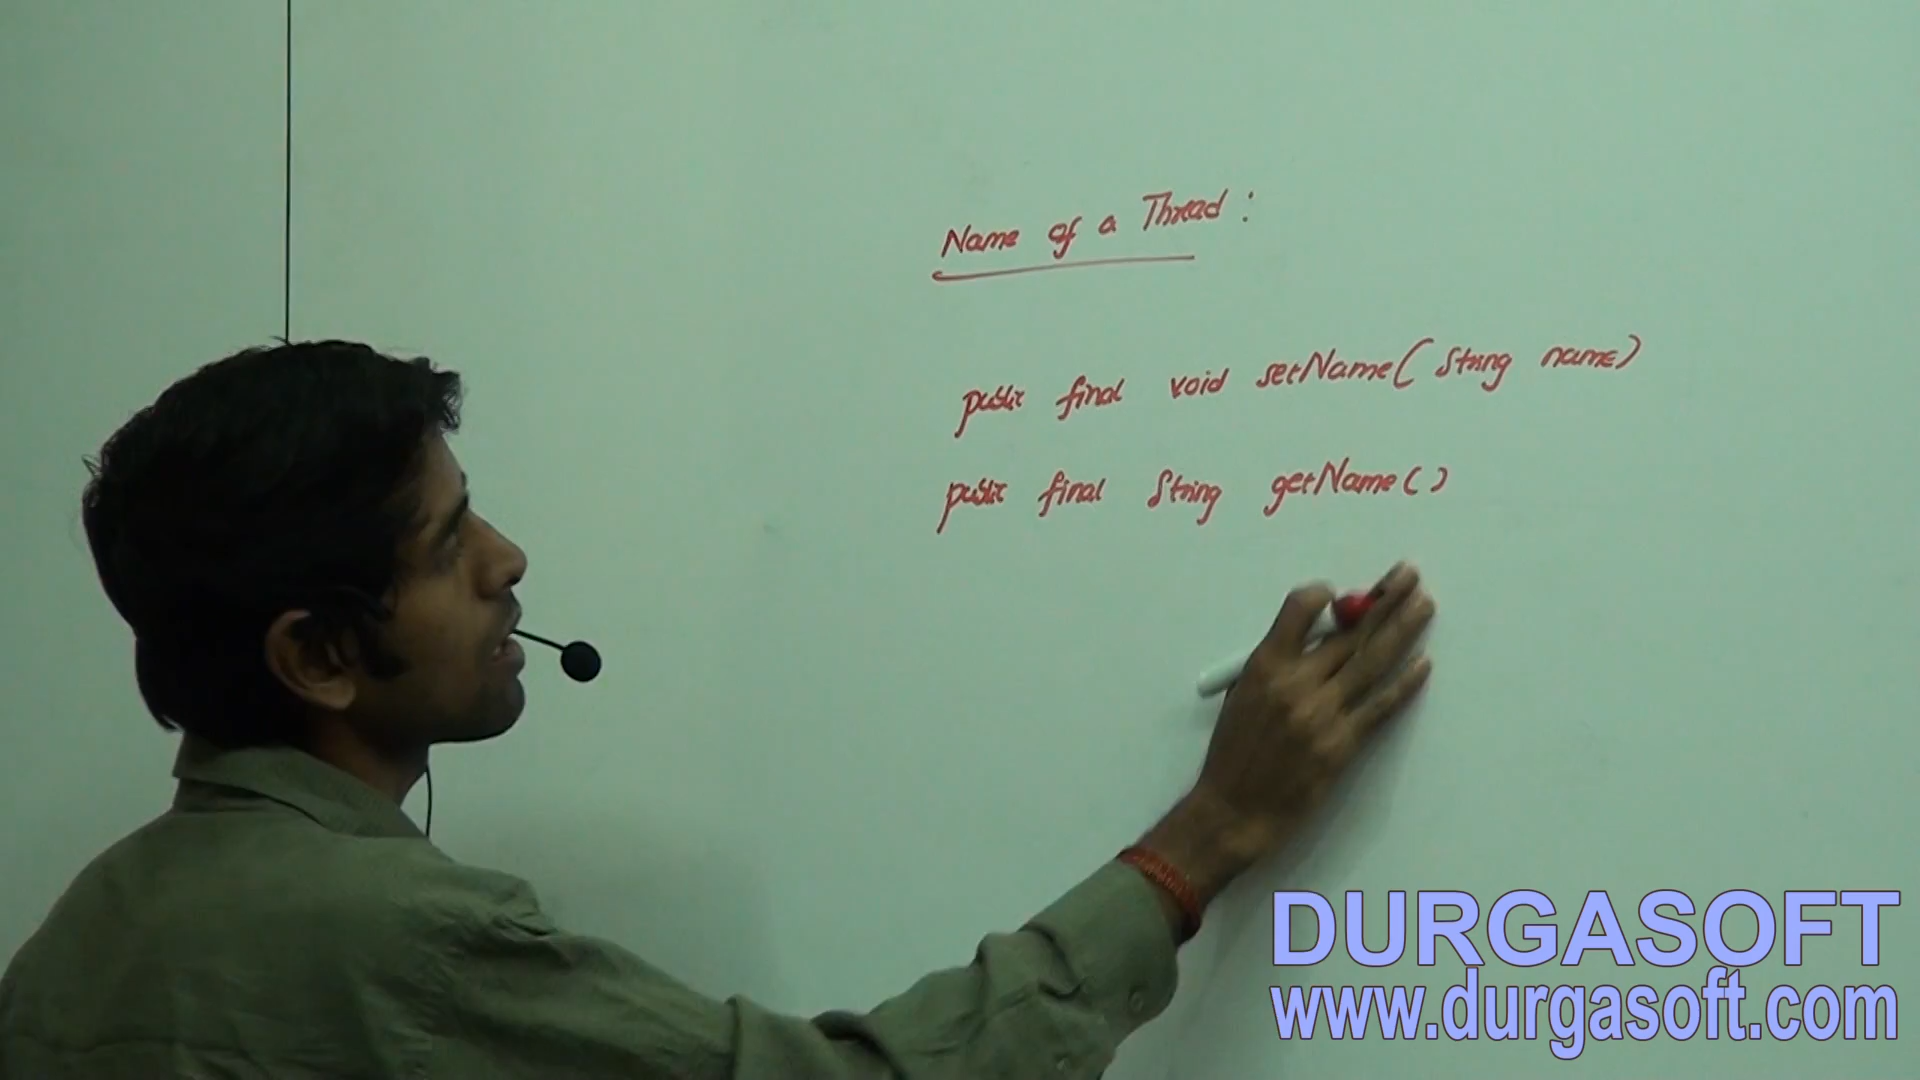 Name of a Thread :
public final void setName( String name)
public final String getName()
DURGASOFT
www.durgasoft.com